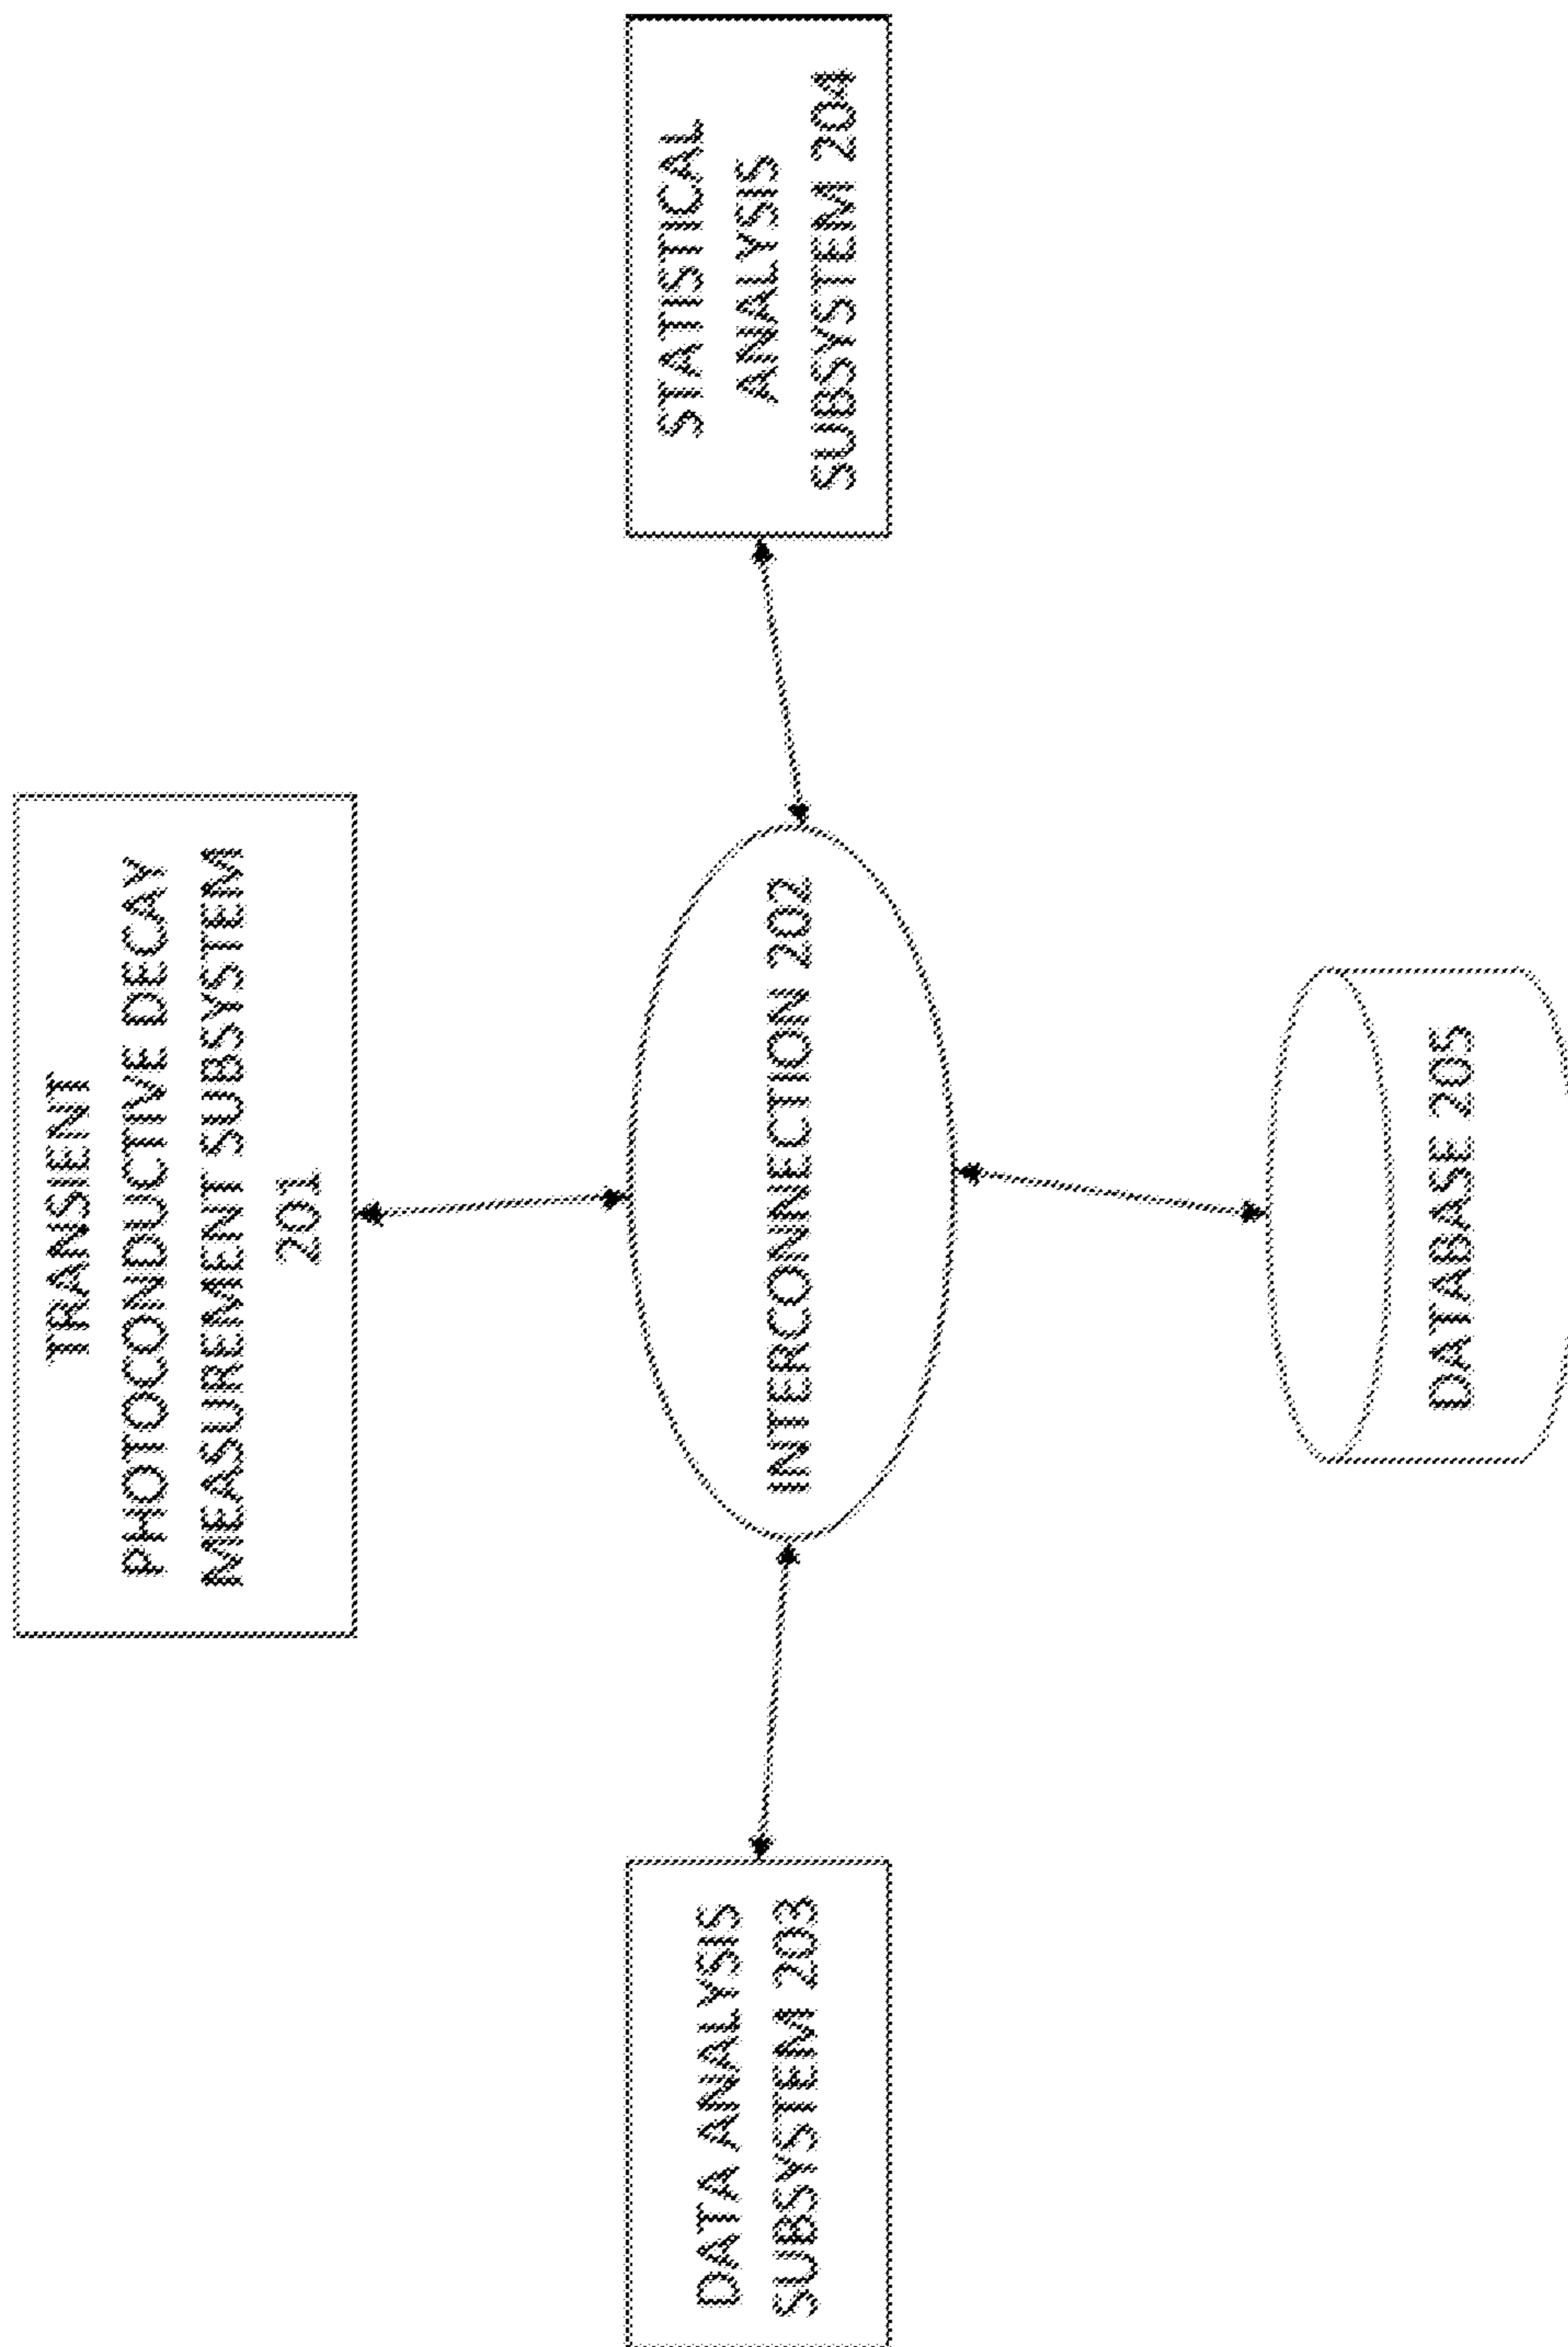 TRANSIENT
PHOTOCONDUCTIVE DECAY
MEASUREMENT SUBSYSTEM
201
DATA ANALYSIS
SUBSYSTEM 203
INTERCONNECTION 202
STATISTICAL
ANALYSIS
SUBSYSTEM 204
DATABASE 205